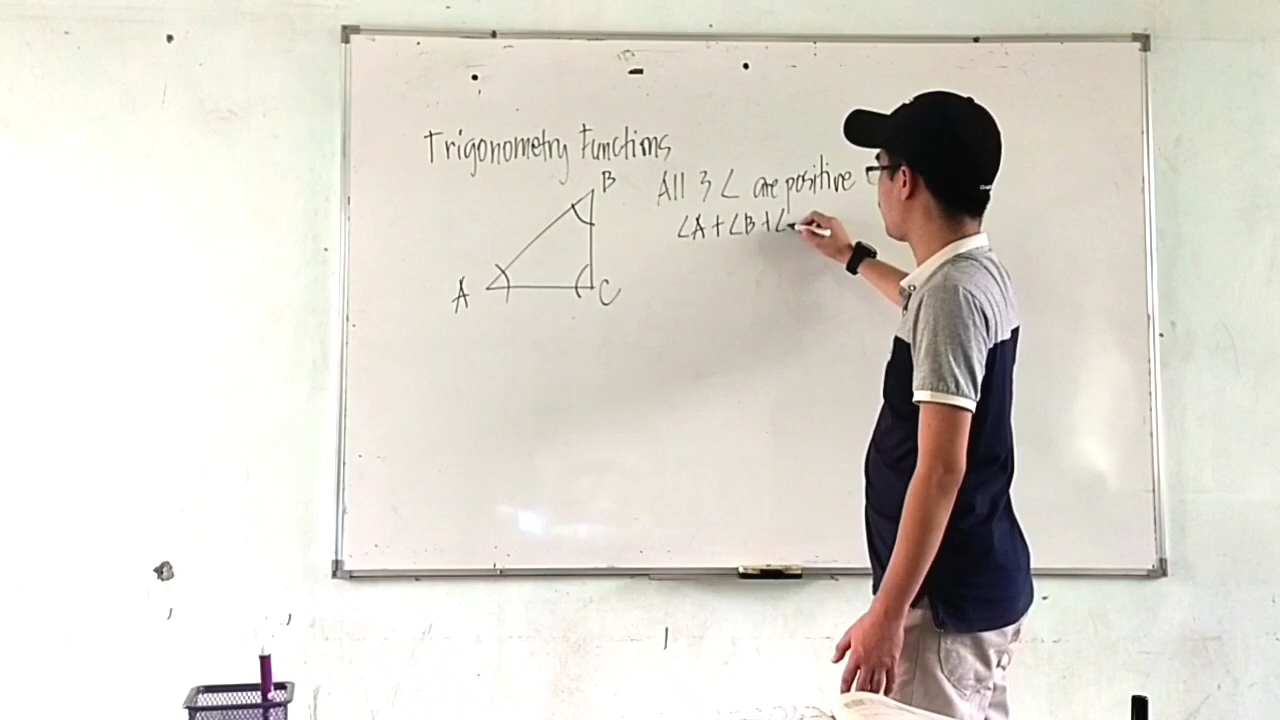 Trigonometry Functions
B
All 3 ∠ are positive
∠A + ∠B + ∠
A
C